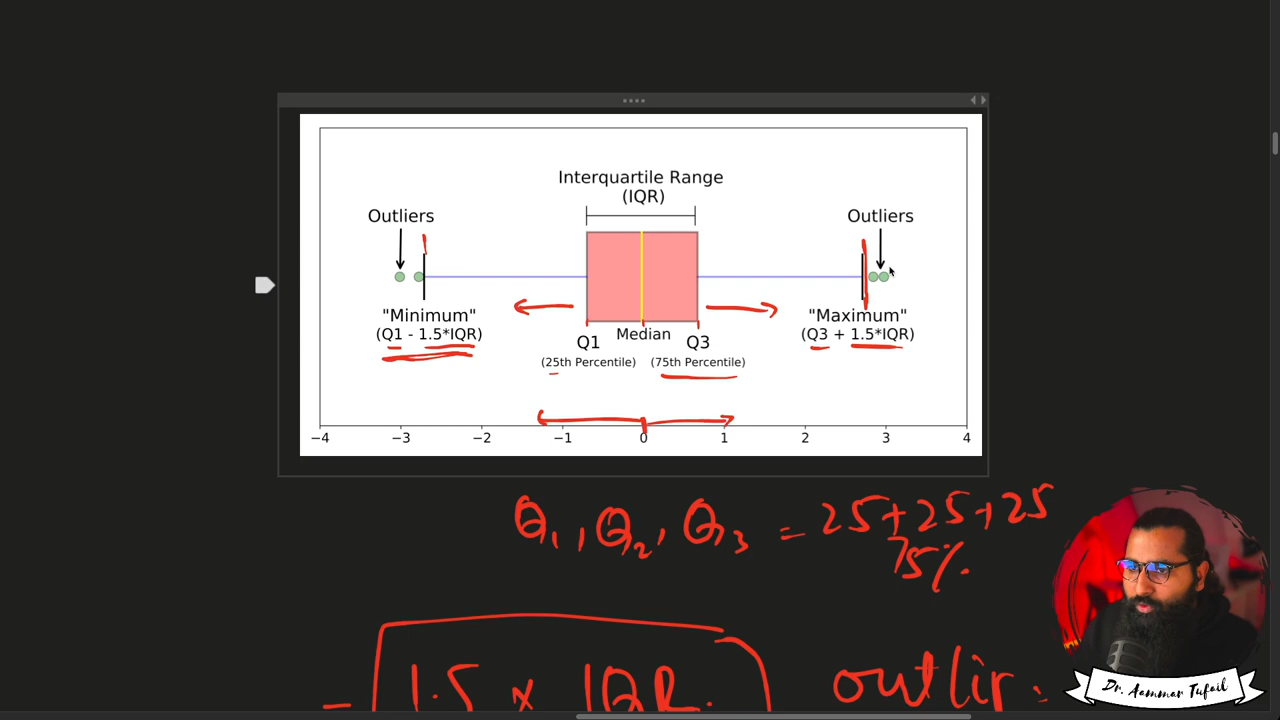 Interquartile Range
(IQR)
Outliers
Outliers
"Minimum"
(Q1 - 1.5*IQR)
"Maximum"
(Q3 + 1.5*IQR)
Median
Q1
Q3
(25th Percentile)
(75th Percentile)
−4 −3 −2 −1 0 1 2 3 4
Q1, Q2, Q3 = 25+25+25
75%
- 1.5 x IQR.
outlir:
Dr. Aammar Tufail